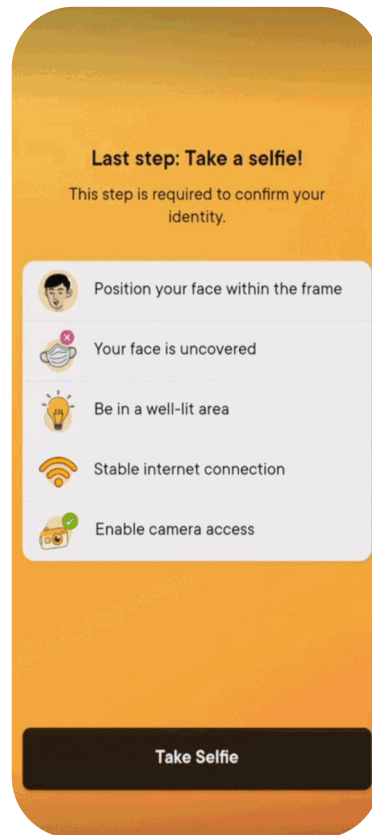 Last step: Take a selfie!
This step is required to confirm your
identity.
Position your face within the frame
Your face is uncovered
Be in a well-lit area
Stable internet connection
Enable camera access
Take Selfie